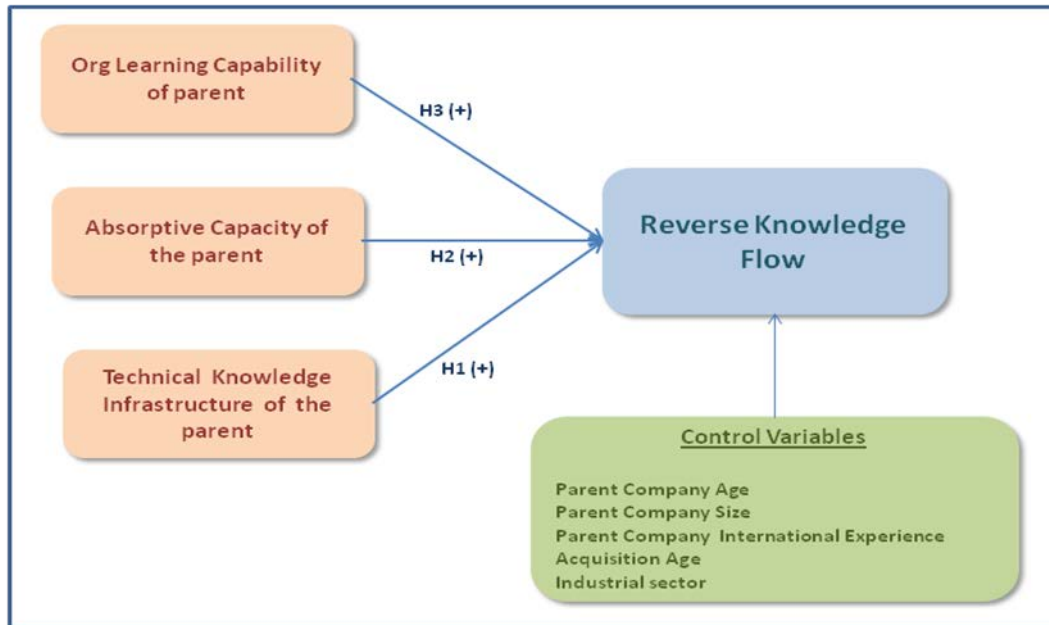 Org Learning Capability
of parent
H3 (+)
Absorptive Capacity of
the parent
H2 (+)
Reverse Knowledge
Flow
H1 (+)
Technical Knowledge
Infrastructure of the
parent
Control Variables
Parent Company Age
Parent Company Size
Parent Company International Experience
Acquisition Age
Industrial sector